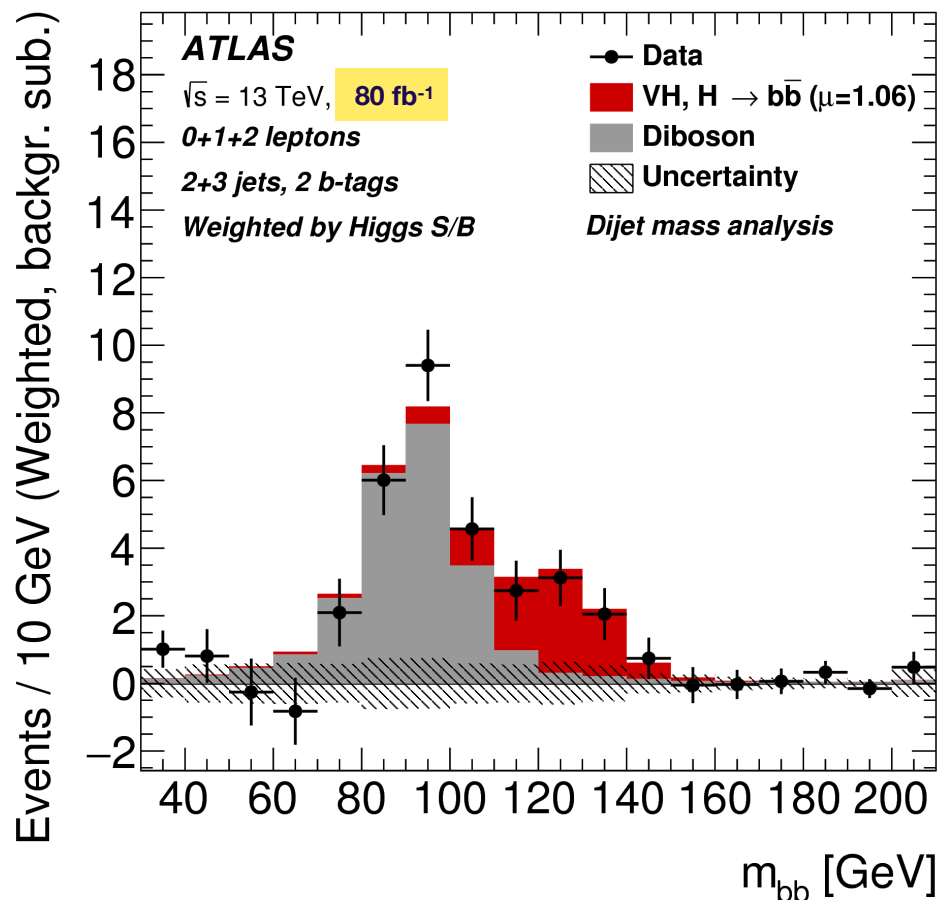 ATLAS
√s = 13 TeV, 80 fb⁻¹
0+1+2 leptons
2+3 jets, 2 b-tags
Weighted by Higgs S/B
Data
VH, H → bb̅ (μ=1.06)
Diboson
Uncertainty
Dijet mass analysis
Events / 10 GeV (Weighted, backgr. sub.)
18
16
14
12
10
8
6
4
2
0
−2
40 60 80 100 120 140 160 180 200
m_bb [GeV]